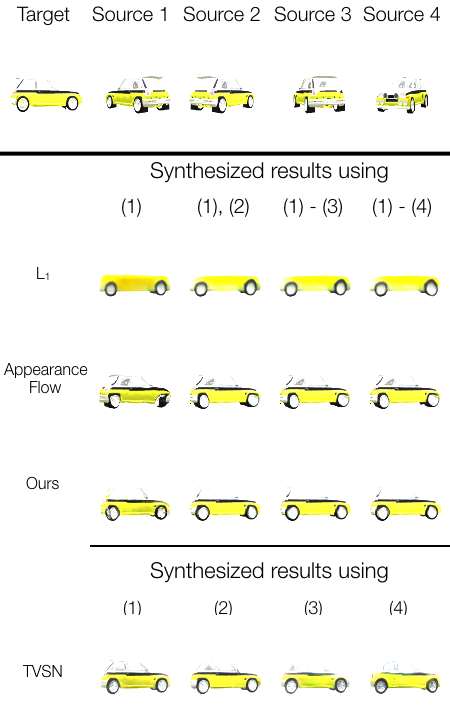 Target Source 1 Source 2 Source 3 Source 4
Synthesized results using
(1) (1), (2) (1) - (3) (1) - (4)
L₁
Appearance
Flow
Ours
Synthesized results using
(1) (2) (3) (4)
TVSN